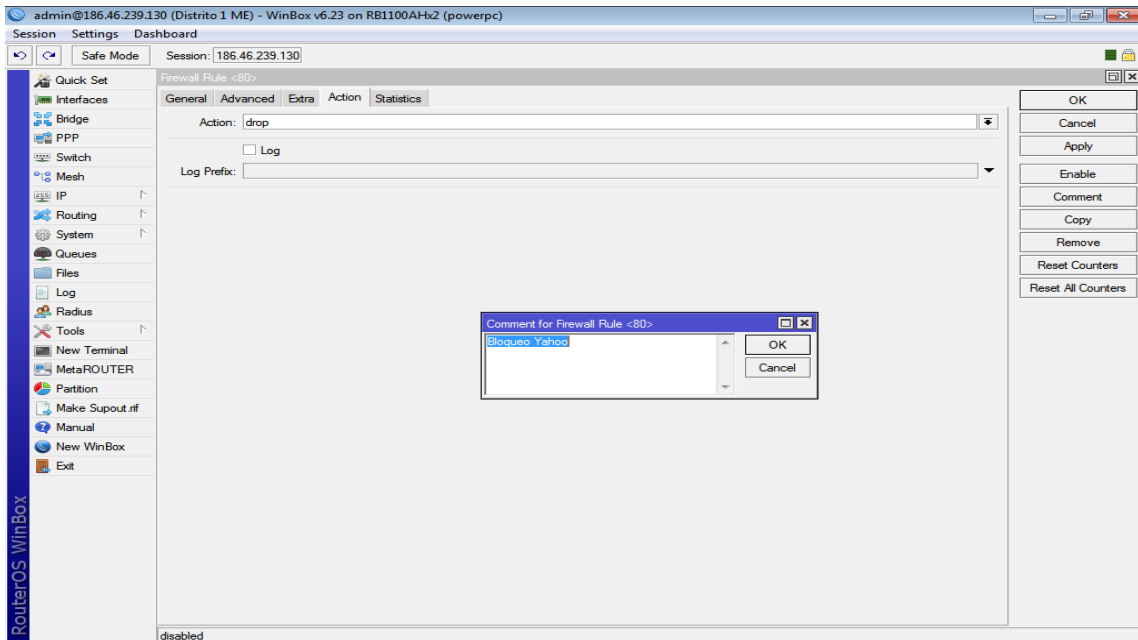 admin@186.46.239.130 (Distrito 1 ME) - WinBox v6.23 on RB1100AHx2 (powerpc)
Session Settings Dashboard
Safe Mode Session: 186.46.239.130
Quick Set
Interfaces
Bridge
PPP
Switch
Mesh
IP
Routing
System
Queues
Files
Log
Radius
Tools
New Terminal
MetaROUTER
Partition
Make Supout.rif
Manual
New WinBox
Exit
RouterOS WinBox
Firewall Rule <80>
General Advanced Extra Action Statistics
Action: drop
Log
Log Prefix:
OK
Cancel
Apply
Enable
Comment
Copy
Remove
Reset Counters
Reset All Counters
Comment for Firewall Rule <80>
Bloqueo Yahoo
OK
Cancel
disabled